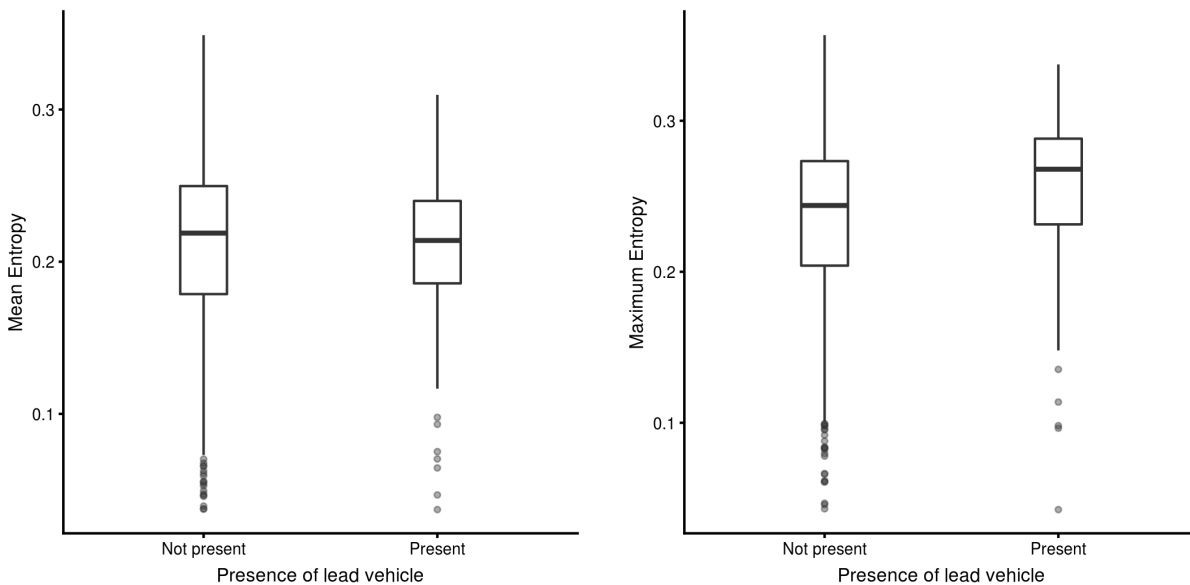 Mean Entropy
0.3
0.2
0.1
Not present
Present
Presence of lead vehicle
Maximum Entropy
0.3
0.2
0.1
Not present
Present
Presence of lead vehicle